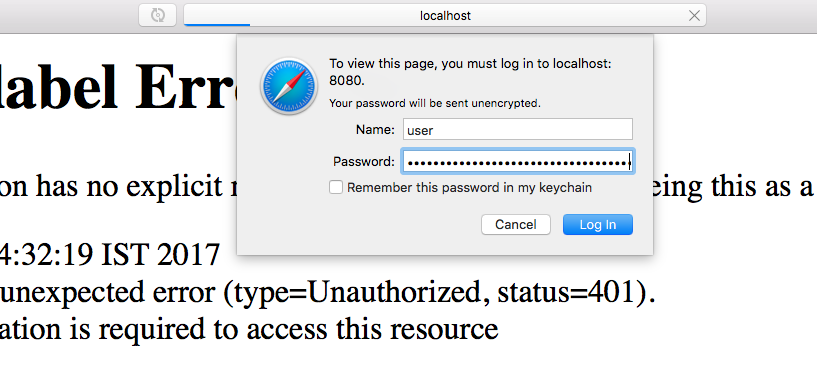 localhost
To view this page, you must log in to localhost:
8080.
Your password will be sent unencrypted.
Name: user
Password: ••••••••••••••••••••••••••••••••••••
Remember this password in my keychain
Cancel Log In
label Erro
on has no explicit eing this as a
4:32:19 IST 2017
unexpected error (type=Unauthorized, status=401).
ation is required to access this resource